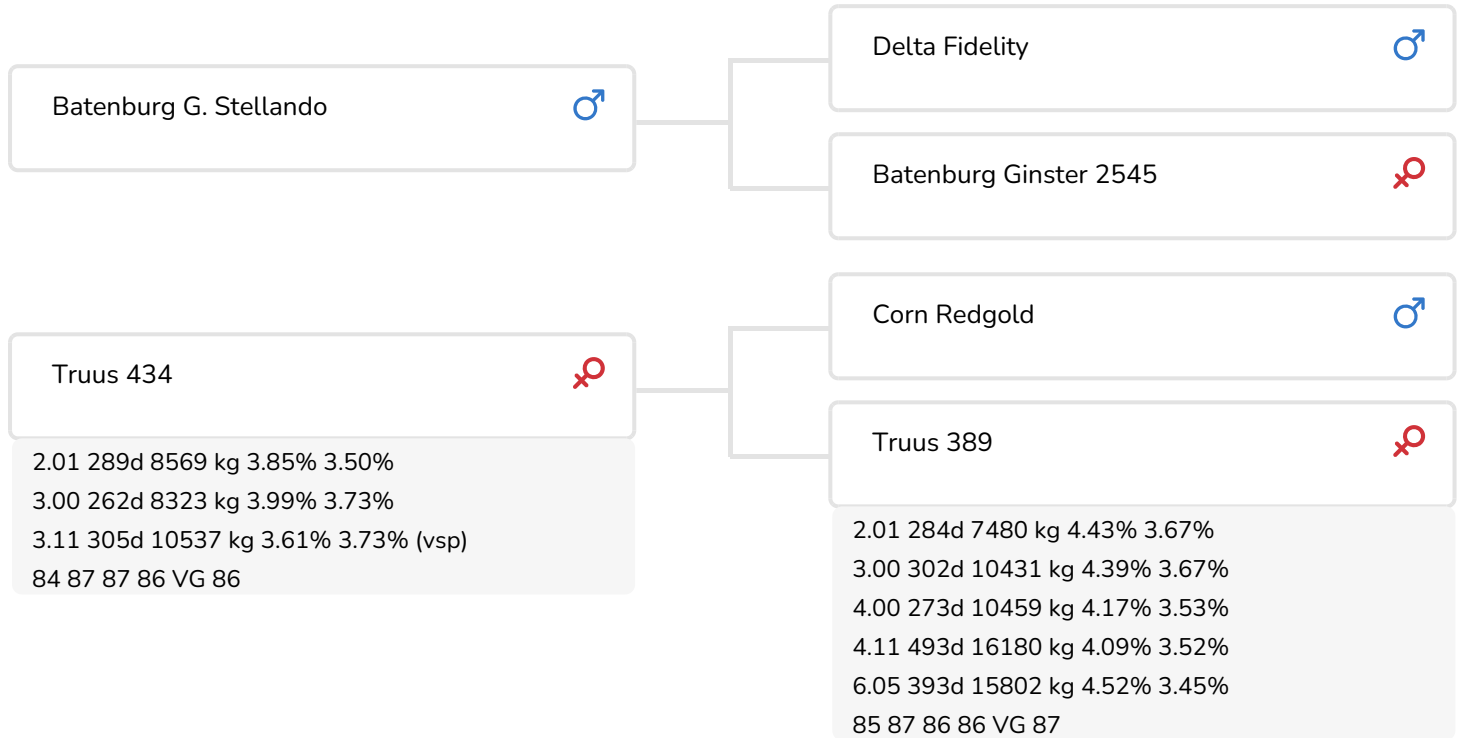 Delta Fidelity
Batenburg G. Stellando
Batenburg Ginster 2545
Corn Redgold
Truus 434
2.01 289d 8569 kg 3.85% 3.50%
3.00 262d 8323 kg 3.99% 3.73%
3.11 305d 10537 kg 3.61% 3.73% (vsp)
84 87 87 86 VG 86
Truus 389
2.01 284d 7480 kg 4.43% 3.67%
3.00 302d 10431 kg 4.39% 3.67%
4.00 273d 10459 kg 4.17% 3.53%
4.11 493d 16180 kg 4.09% 3.52%
6.05 393d 15802 kg 4.52% 3.45%
85 87 86 86 VG 87